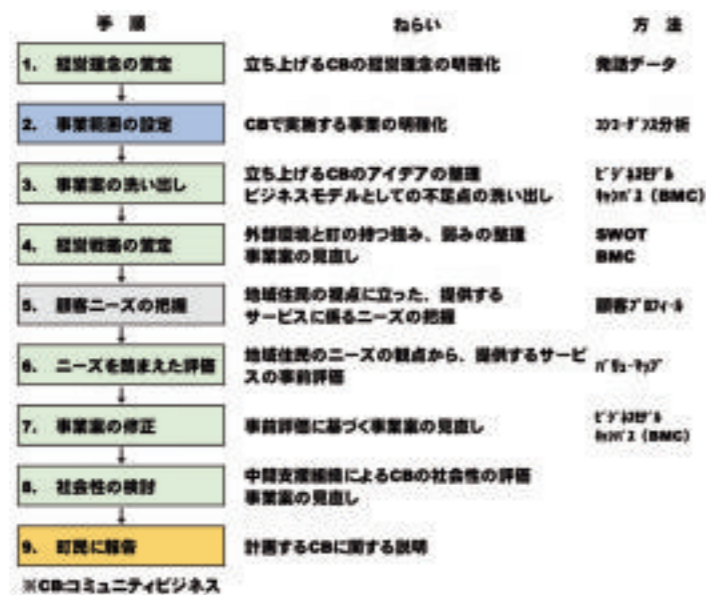 手 順 ねらい 方 法
1. 経営理念の策定 立ち上げるCBの経営理念の明確化 発話データ
2. 事業範囲の設定 CBで実施する事業の明確化 ｺﾝｺｰﾀﾞﾝｽ分析
3. 事業案の洗い出し 立ち上げるCBのアイデアの整理 ﾋﾞｼﾞﾈｽﾓﾃﾞﾙ
ビジネスモデルとしての不足点の洗い出し ｷｬﾝﾊﾞｽ（BMC）
4. 経営戦略の策定 外部環境と町の持つ強み、弱みの整理 SWOT
事業案の見直し BMC
5. 顧客ニーズの把握 地域住民の視点に立った、提供する 顧客ﾌﾟﾛﾌｨｰﾙ
サービスに係るニーズの把握
6. ニーズを踏まえた評価 地域住民のニーズの観点から、提供するサービ ﾊﾞﾘｭｰﾏｯﾌﾟ
スの事前評価
7. 事業案の修正 事前評価に基づく事業案の見直し ﾋﾞｼﾞﾈｽﾓﾃﾞﾙ
ｷｬﾝﾊﾞｽ（BMC）
8. 社会性の検討 中間支援組織によるCBの社会性の評価
事業案の見直し
9. 町民に報告 計画するCBに関する説明
※CB:コミュニティビジネス